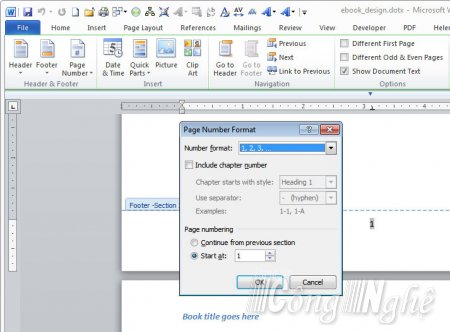 ebook_design.dotx - Microsoft W
File Home Insert Page Layout References Mailings Review View
Header Footer Page Number
Date & Time Quick Parts Picture Clip Art
Go to Header Go to Footer
Previous
Next
Link to Previous
Different First Page
Different Odd & Even Pages
Show Document Text
Header & Footer Insert Navigation Options
Page Number Format
Number format: 1, 2, 3, ...
Include chapter number
Chapter starts with style: Heading 1
Use separator: - (hyphen)
Examples: 1-1, 1-A
Footer -Section
1
Page numbering
Continue from previous section
Start at: 1
OK Cancel
Công Nghệ
Book title goes here